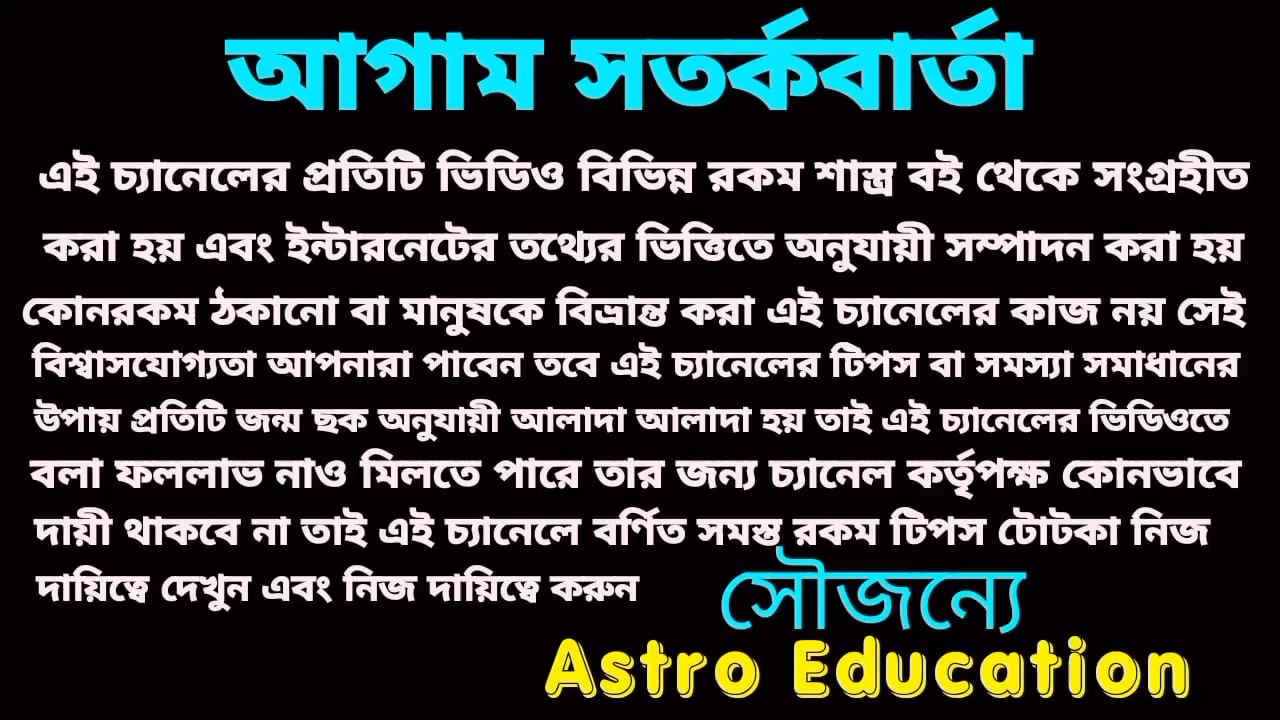 আগাম সতর্কবার্তা
এই চ্যানেলের প্রতিটি ভিডিও বিভিন্ন রকম শাস্ত্র বই থেকে সংগ্রহীত
করা হয় এবং ইন্টারনেটের তথ্যের ভিত্তিতে অনুযায়ী সম্পাদন করা হয়
কোনরকম ঠকানো বা মানুষকে বিভ্রান্ত করা এই চ্যানেলের কাজ নয় সেই
বিশ্বাসযোগ্যতা আপনারা পাবেন তবে এই চ্যানেলের টিপস বা সমস্যা সমাধানের
উপায় প্রতিটি জন্ম ছক অনুযায়ী আলাদা আলাদা হয় তাই এই চ্যানেলের ভিডিওতে
বলা ফললাভ নাও মিলতে পারে তার জন্য চ্যানেল কর্তৃপক্ষ কোনভাবে
দায়ী থাকবে না তাই এই চ্যানেলে বর্ণিত সমস্ত রকম টিপস টোটকা নিজ
দায়িত্বে দেখুন এবং নিজ দায়িত্বে করুন
সৌজন্যে
Astro Education